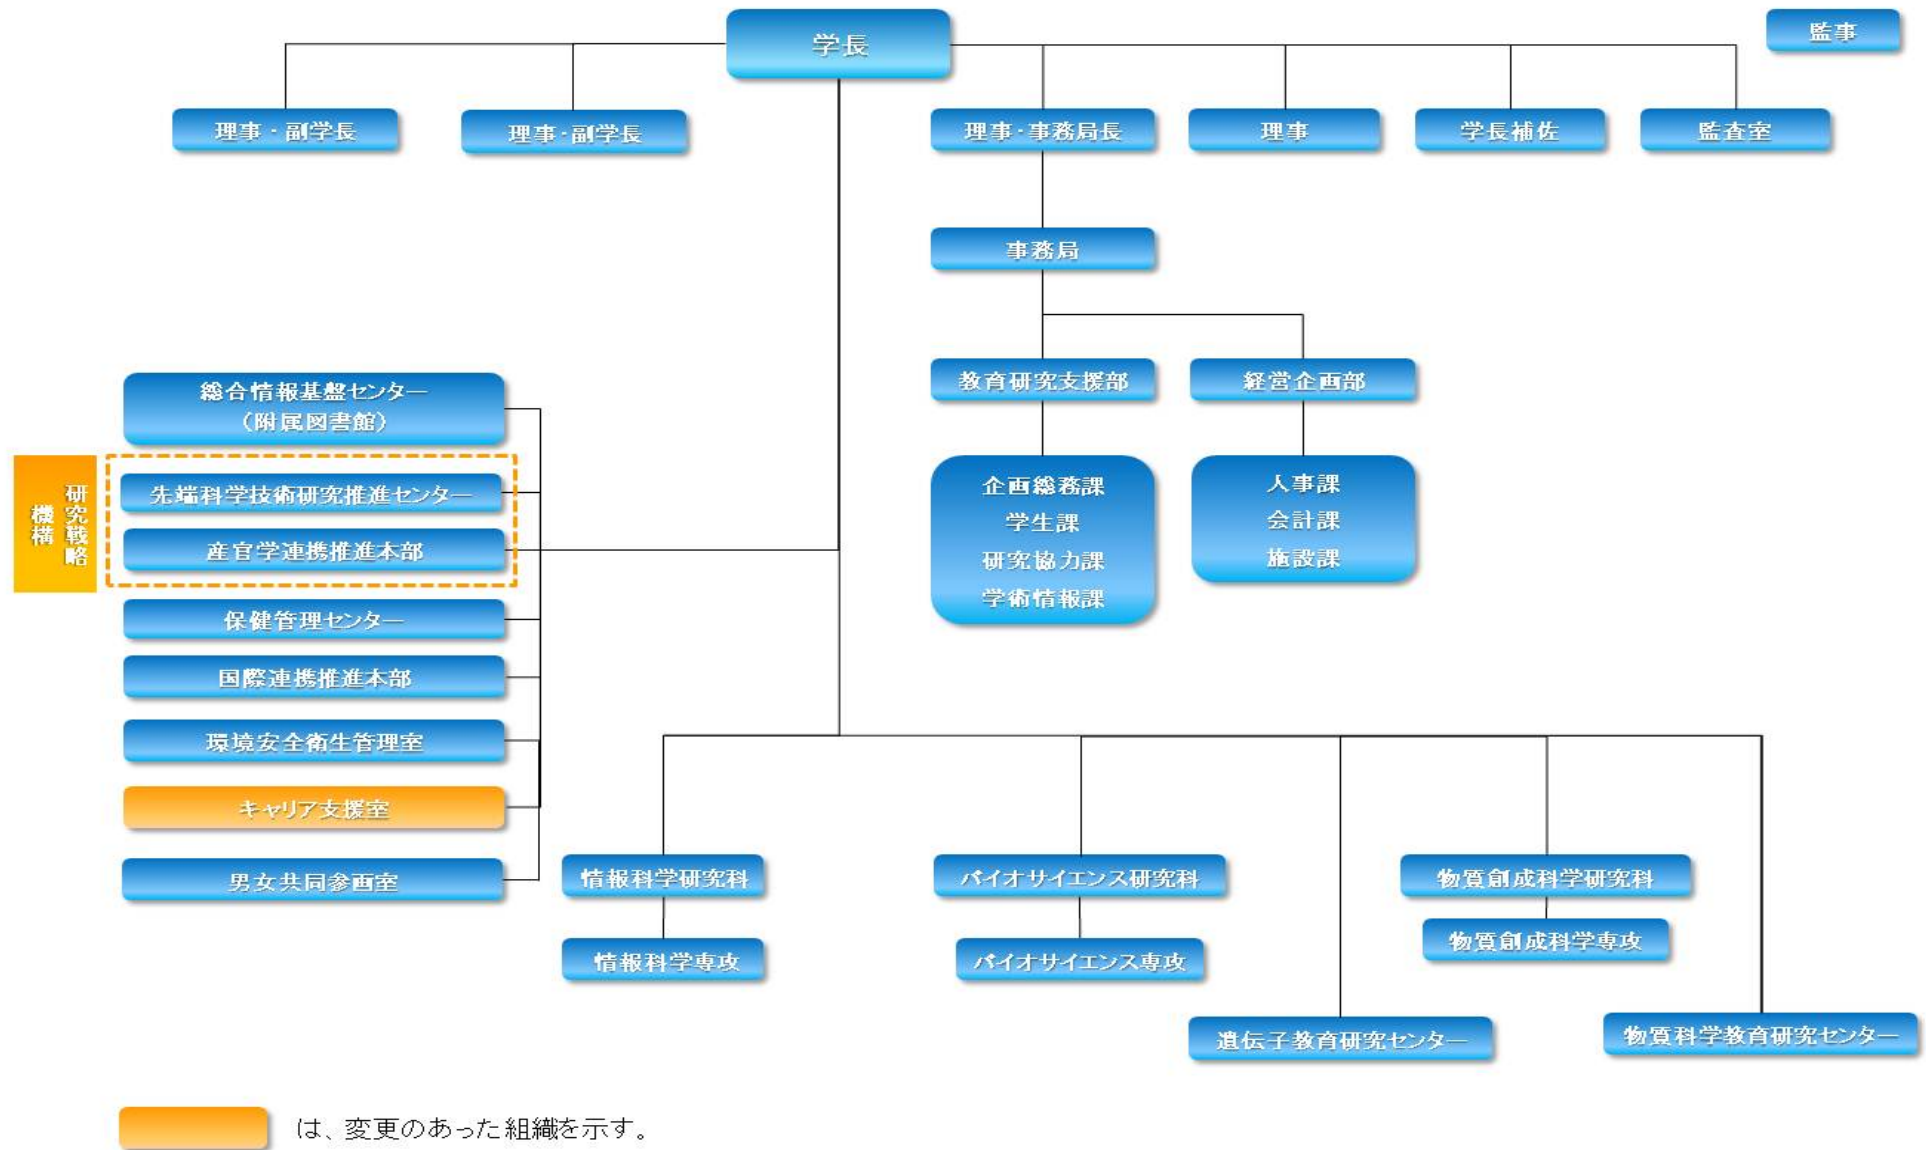 学長
監事
理事・副学長
理事・副学長
理事・事務局長
理事
学長補佐
監査室
事務局
教育研究支援部
経営企画部
企画総務課
学生課
研究協力課
学術情報課
人事課
会計課
施設課
総合情報基盤センター
（附属図書館）
研究戦略
機構
先端科学技術研究推進センター
産官学連携推進本部
保健管理センター
国際連携推進本部
環境安全衛生管理室
キャリア支援室
男女共同参画室
情報科学研究科
バイオサイエンス研究科
物質創成科学研究科
情報科学専攻
バイオサイエンス専攻
物質創成科学専攻
遺伝子教育研究センター
物質科学教育研究センター
は、変更のあった組織を示す。